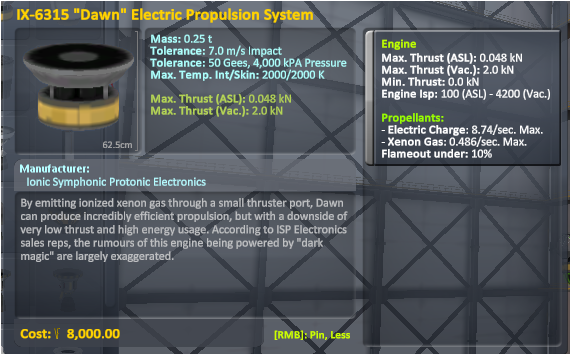 IX-6315 "Dawn" Electric Propulsion System
Mass: 0.25 t
Tolerance: 7.0 m/s Impact
Tolerance: 50 Gees, 4,000 kPA Pressure
Max. Temp. Int/Skin: 2000/2000 K
Max. Thrust (ASL): 0.048 kN
Max. Thrust (Vac.): 2.0 kN
62.5cm
Engine
Max. Thrust (ASL): 0.048 kN
Max. Thrust (Vac.): 2.0 kN
Min. Thrust: 0.0 kN
Engine Isp: 100 (ASL) - 4200 (Vac.)
Propellants:
- Electric Charge: 8.74/sec. Max.
- Xenon Gas: 0.486/sec. Max.
Flameout under: 10%
Manufacturer:
Ionic Symphonic Protonic Electronics
By emitting ionized xenon gas through a small thruster port, Dawn
can produce incredibly efficient propulsion, but with a downside of
very low thrust and high energy usage. According to ISP Electronics
sales reps, the rumours of this engine being powered by "dark
magic" are largely exaggerated.
Cost: 8,000.00
[RMB]: Pin, Less